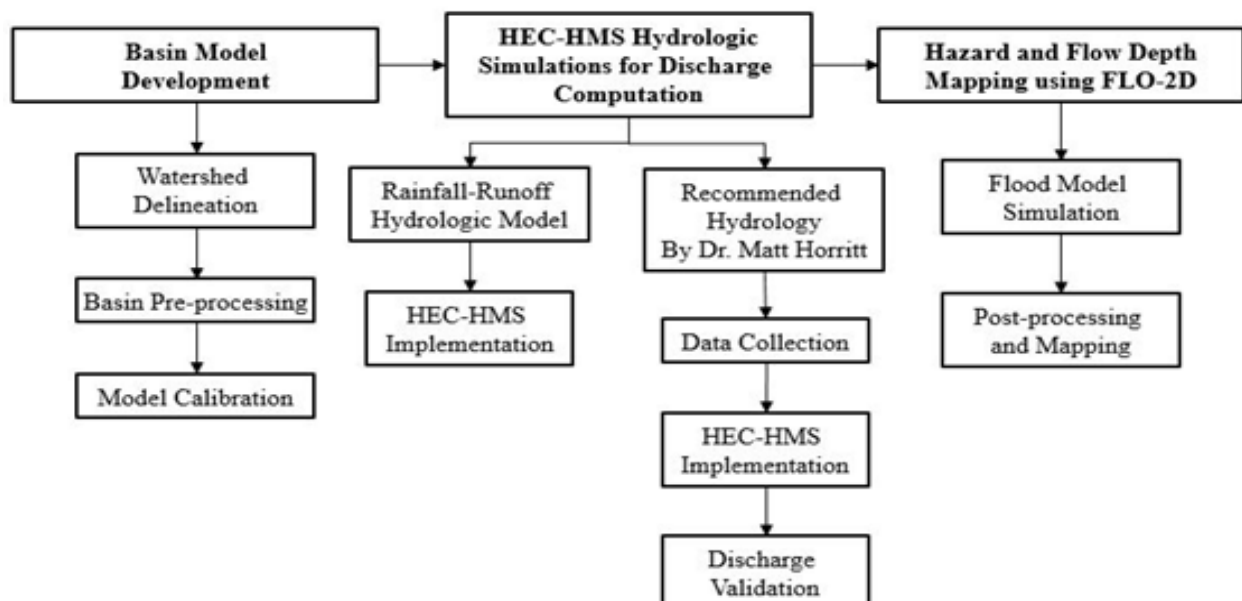 Basin Model
Development
HEC-HMS Hydrologic
Simulations for Discharge
Computation
Hazard and Flow Depth
Mapping using FLO-2D
Watershed
Delineation
Basin Pre-processing
Model Calibration
Rainfall-Runoff
Hydrologic Model
HEC-HMS
Implementation
Recommended
Hydrology
By Dr. Matt Horritt
Data Collection
HEC-HMS
Implementation
Discharge
Validation
Flood Model
Simulation
Post-processing
and Mapping